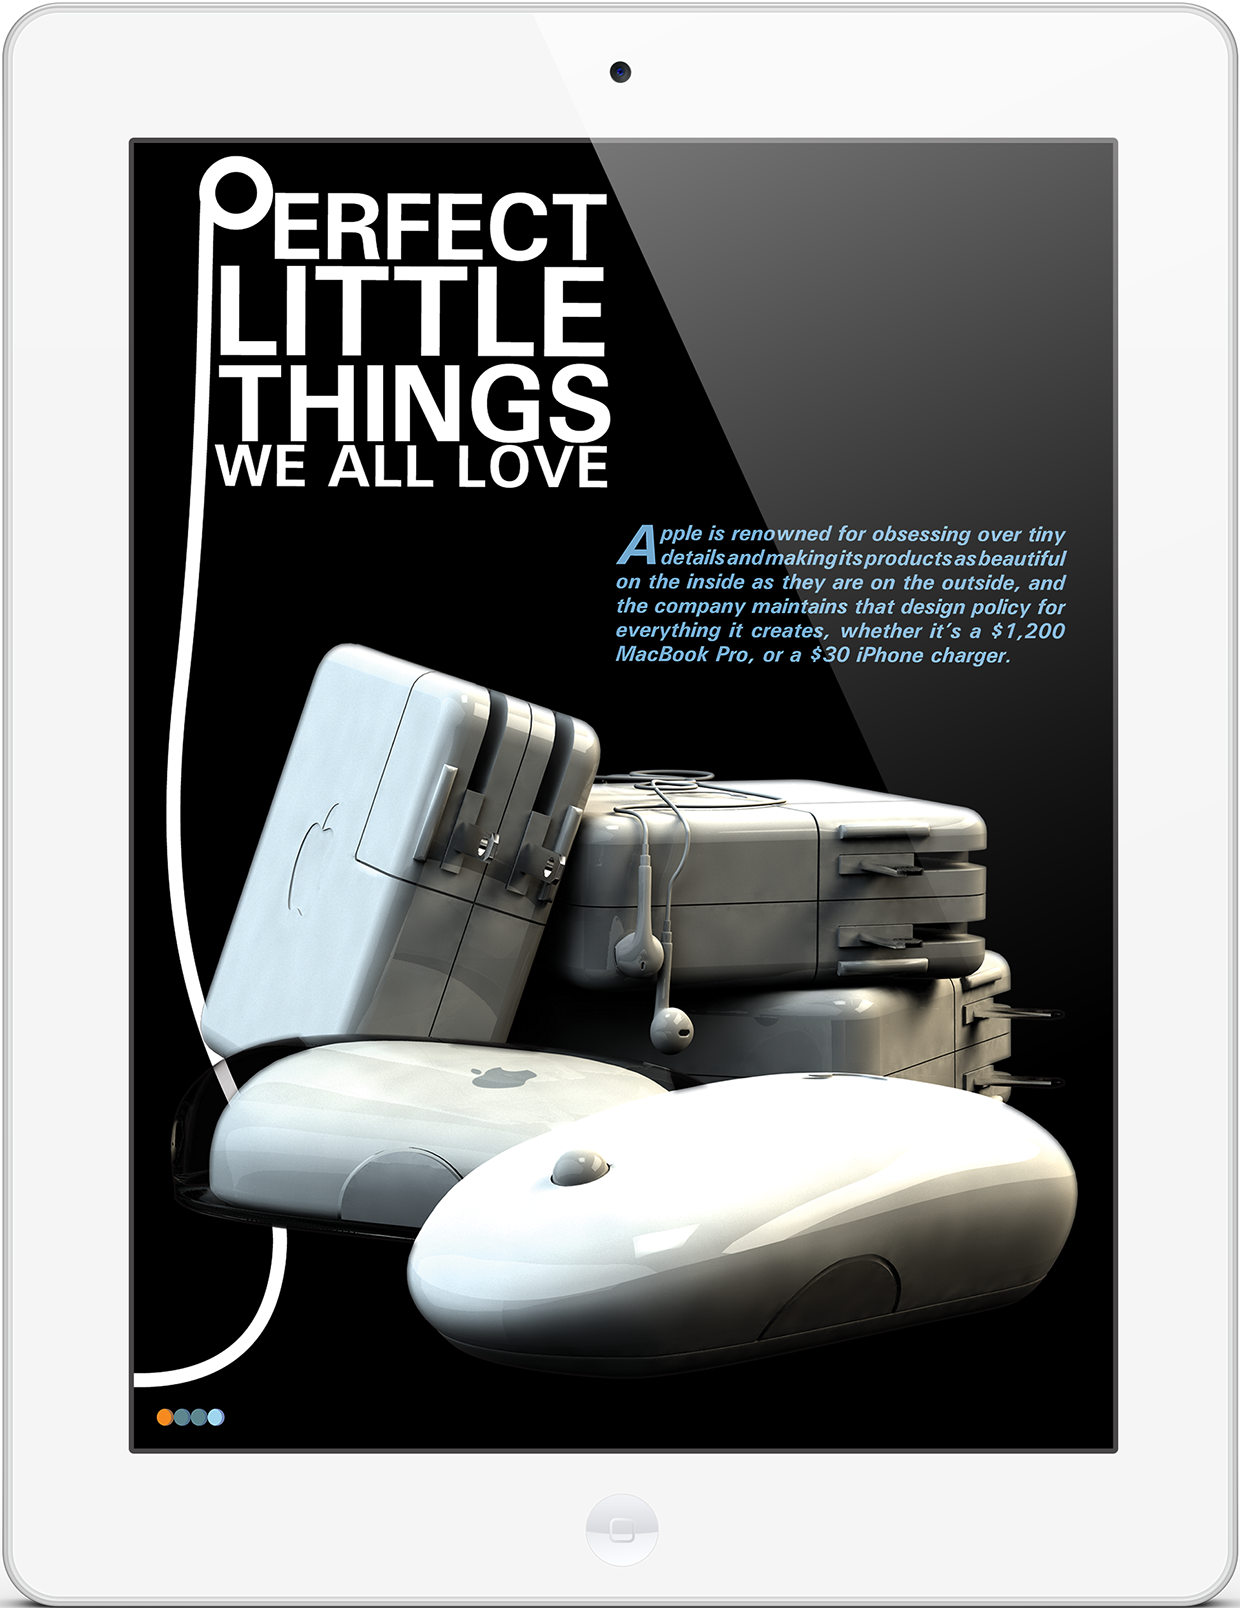 PERFECT
LITTLE
THINGS
WE ALL LOVE
Apple is renowned for obsessing over tiny
details and making its products as beautiful
on the inside as they are on the outside, and
the company maintains that design policy for
everything it creates, whether it's a $1,200
MacBook Pro, or a $30 iPhone charger.